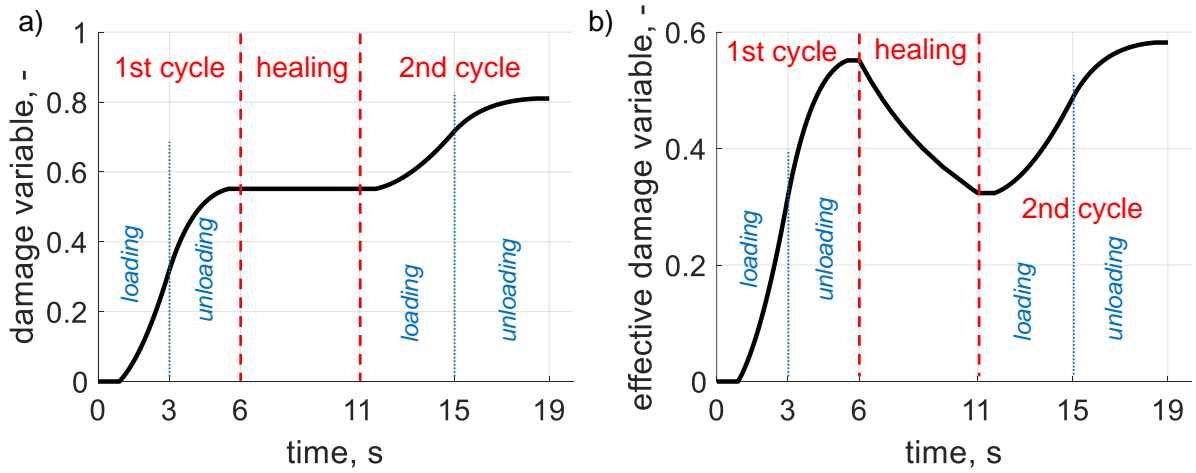 a)
damage variable, -
1
0.8
0.6
0.4
0.2
0
1st cycle
healing
2nd cycle
loading
unloading
loading
unloading
0 3 6 11 15 19
time, s
b)
effective damage variable, -
0.6
0.4
0.2
0
1st cycle
healing
2nd cycle
loading
unloading
loading
unloading
0 3 6 11 15 19
time, s